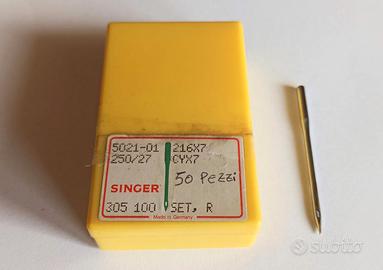 5021-01 216X7
250/27 CYX7
50 Pezzi
SINGER
305 100 SET. R
Made in Germany
subito